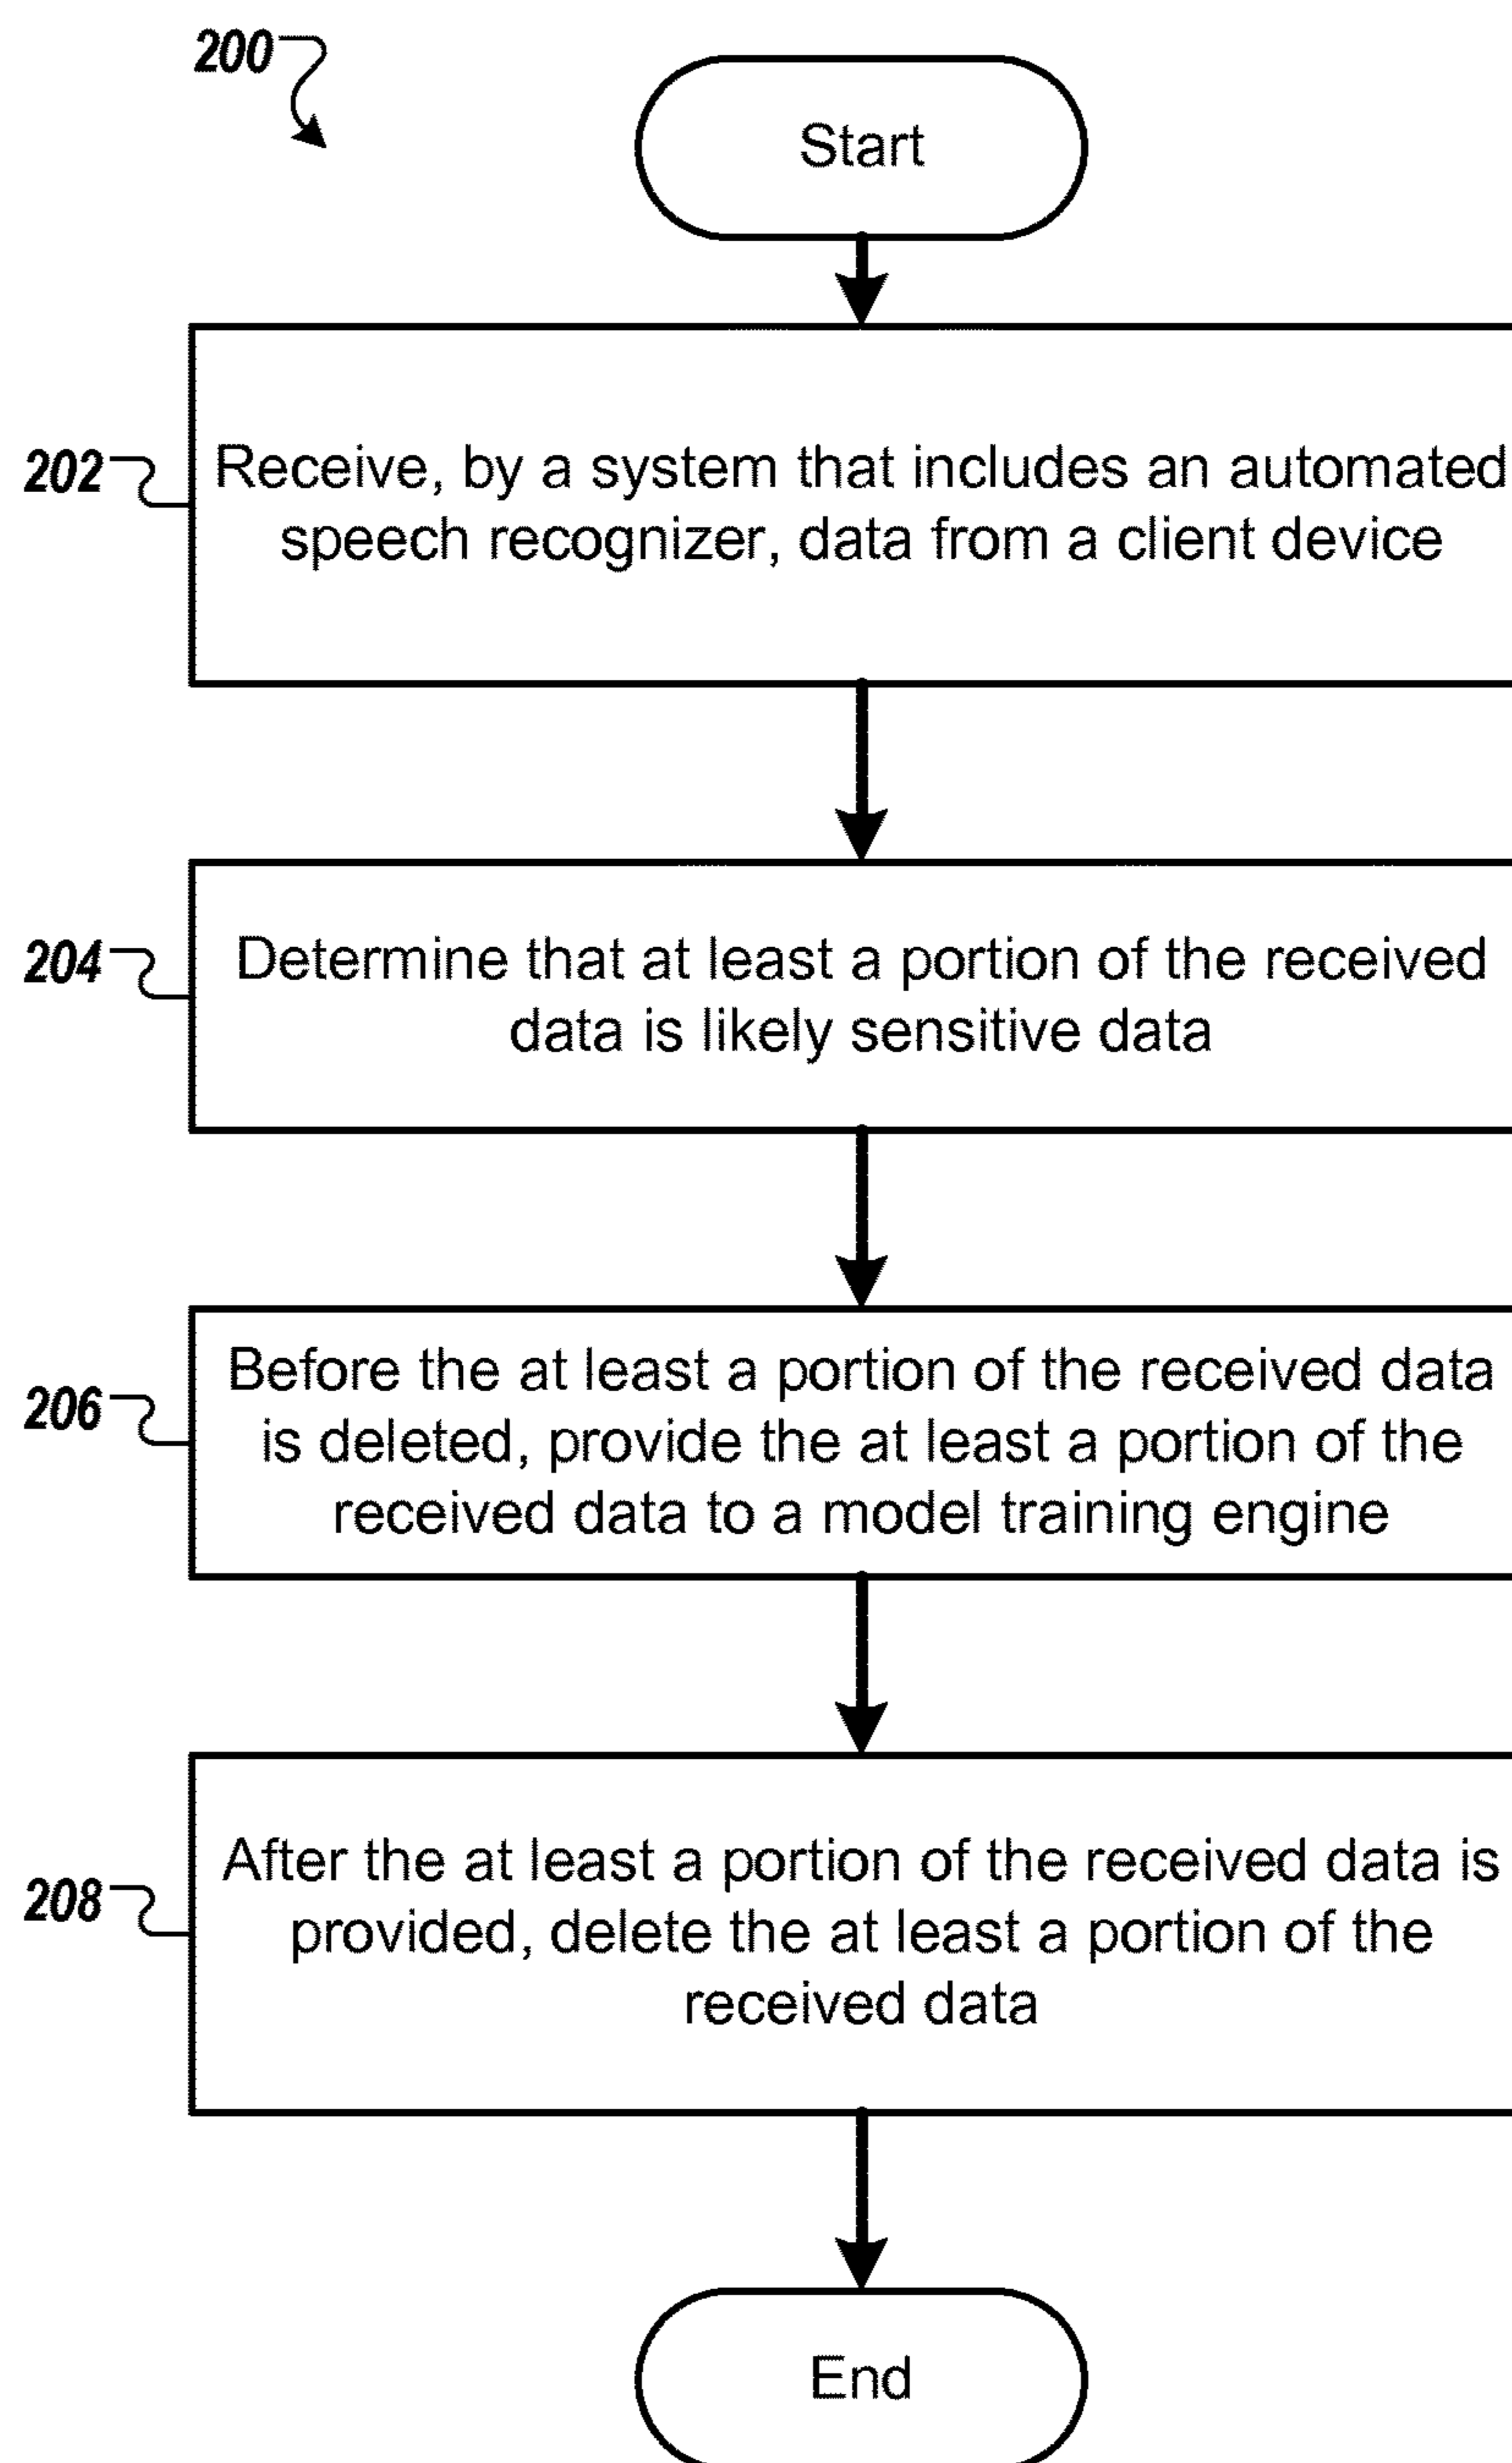 200
Start
202
Receive, by a system that includes an automated
speech recognizer, data from a client device
204
Determine that at least a portion of the received
data is likely sensitive data
206
Before the at least a portion of the received data
is deleted, provide the at least a portion of the
received data to a model training engine
208
After the at least a portion of the received data is
provided, delete the at least a portion of the
received data
End